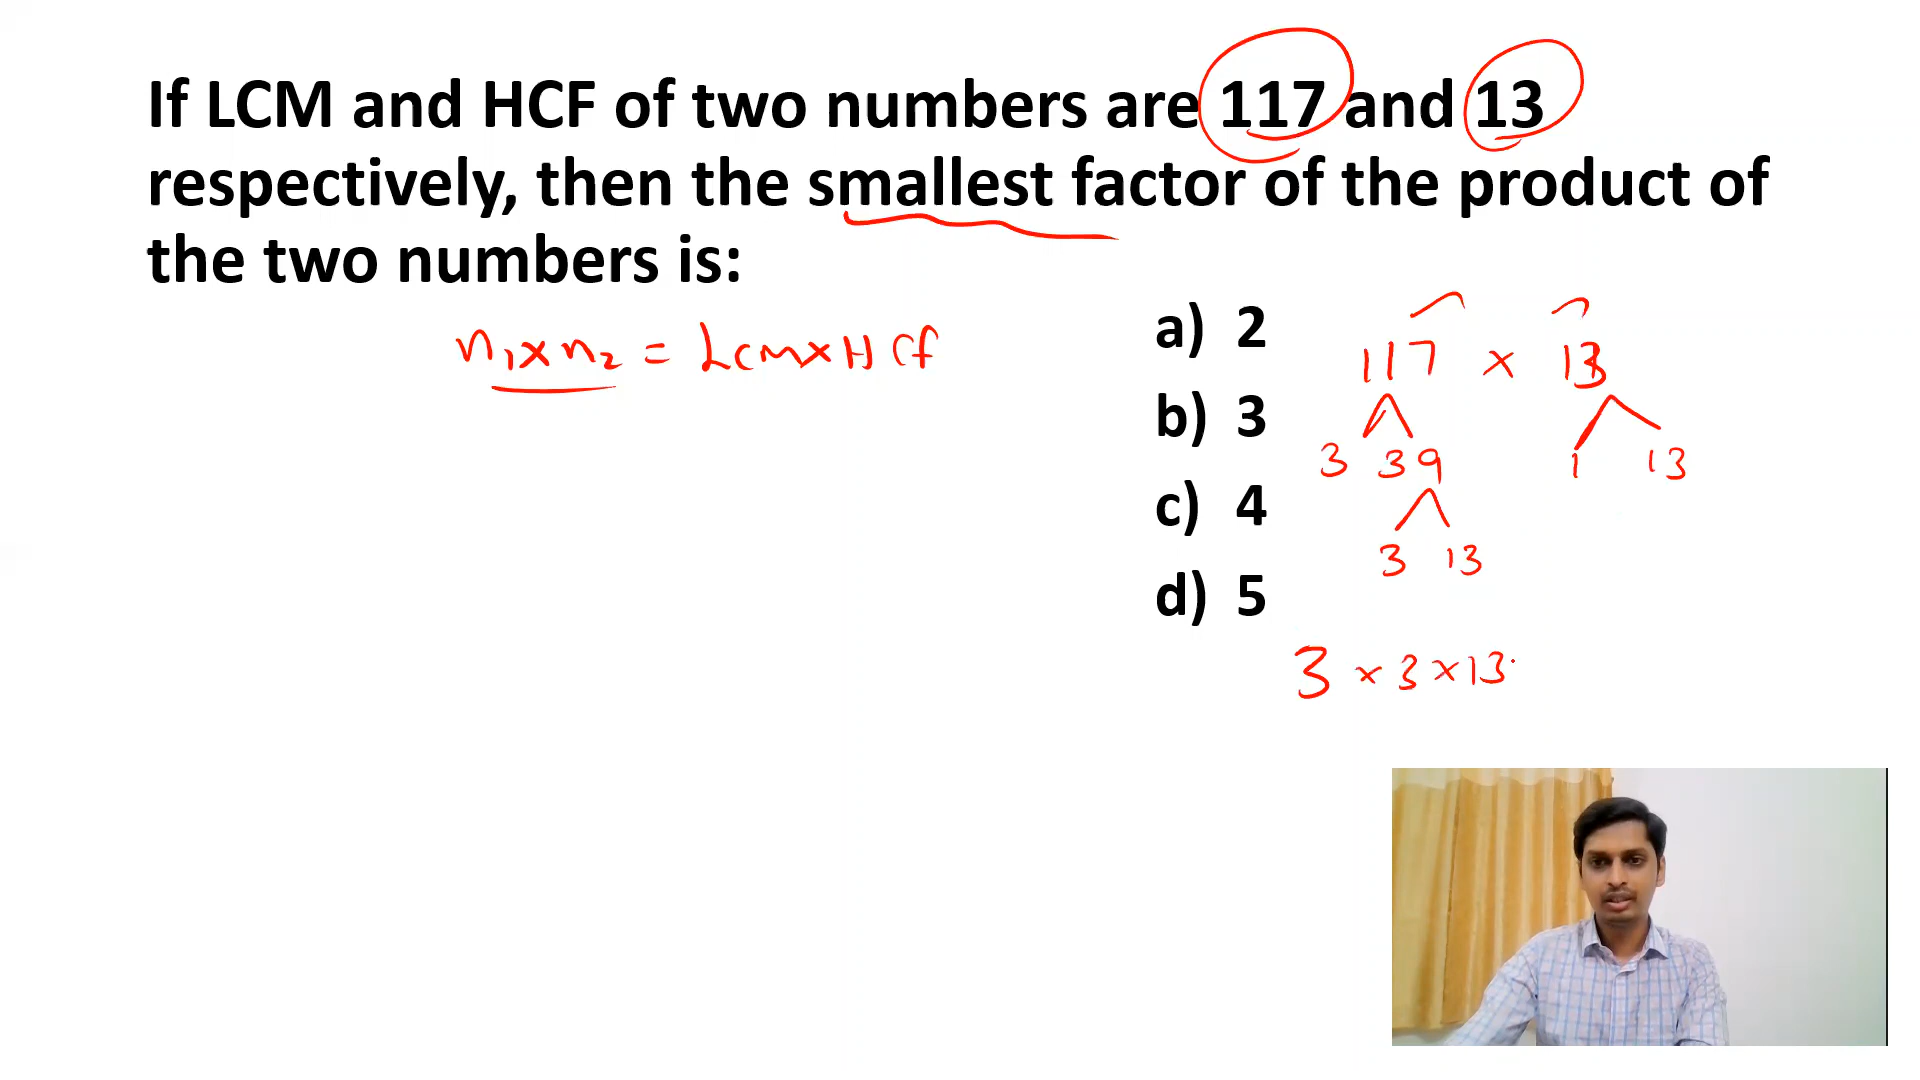 If LCM and HCF of two numbers are 117 and 13
respectively, then the smallest factor of the product of
the two numbers is:
n₁ x n₂ = LCM x HCf
a) 2
b) 3
c) 4
d) 5
117 x 13
3 39 1 13
3 13
3 x 3 x 13